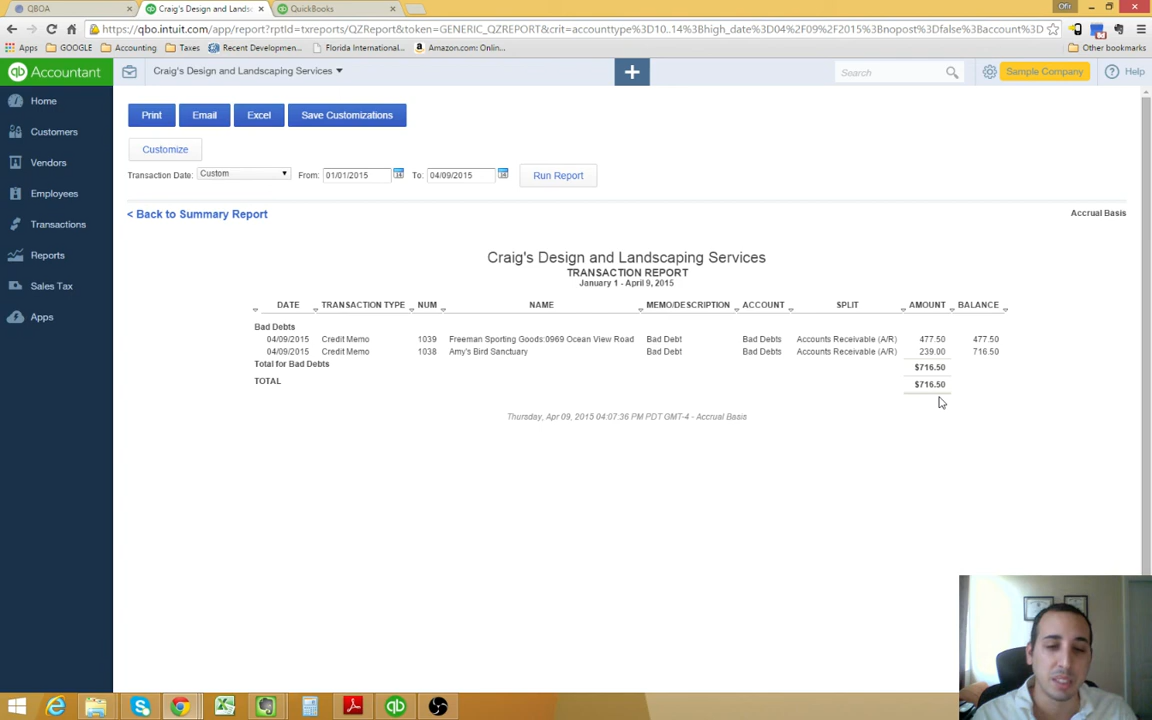 QBOA
Craig's Design and Lands
QuickBooks
Ofir
https://qbo.intuit.com/app/report?rptId=txreports/QZReport&token=GENERIC_QZREPORT&crit=accounttype%3D10..14%3Bhigh_date%3D04%2F09%2F2015%3Bnopost%3Dfalse%3Baccount%3D
Apps GOOGLE Accounting Taxes Recent Developmen... Florida International... Amazon.com: Onlin... Other bookmarks
qb Accountant
Craig's Design and Landscaping Services
Search
Sample Company
Help
Home
Customers
Vendors
Employees
Transactions
Reports
Sales Tax
Apps
Print Email Excel Save Customizations
Customize
Transaction Date: Custom From: 01/01/2015 To: 04/09/2015 Run Report
< Back to Summary Report
Accrual Basis
Craig's Design and Landscaping Services
TRANSACTION REPORT
January 1 - April 9, 2015
DATE TRANSACTION TYPE NUM NAME MEMO/DESCRIPTION ACCOUNT SPLIT AMOUNT BALANCE
Bad Debts
04/09/2015 Credit Memo 1039 Freeman Sporting Goods:0969 Ocean View Road Bad Debt Bad Debts Accounts Receivable (A/R) 477.50 477.50
04/09/2015 Credit Memo 1038 Amy's Bird Sanctuary Bad Debt Bad Debts Accounts Receivable (A/R) 239.00 716.50
Total for Bad Debts $716.50
TOTAL $716.50
Thursday, Apr 09, 2015 04:07:36 PM PDT GMT-4 - Accrual Basis